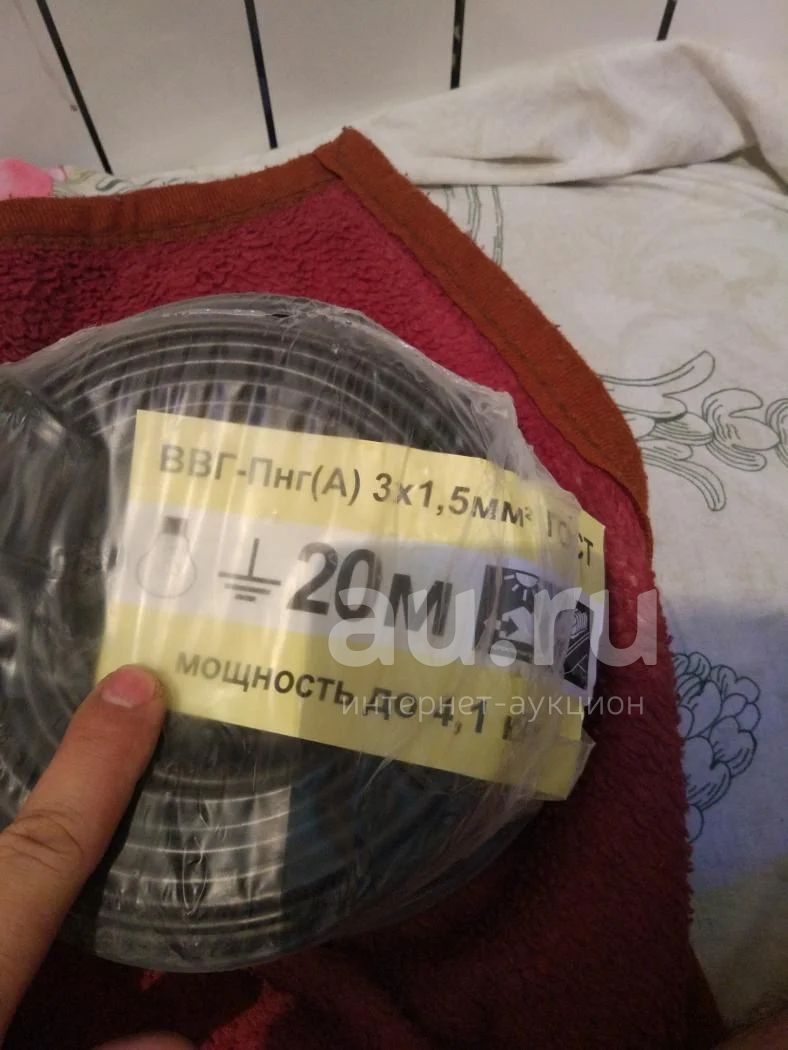 ВВГ-Пнг(А) 3х1,5мм² ГОСТ
20м
мощность до 4,1
au.ru
интернет-аукцион